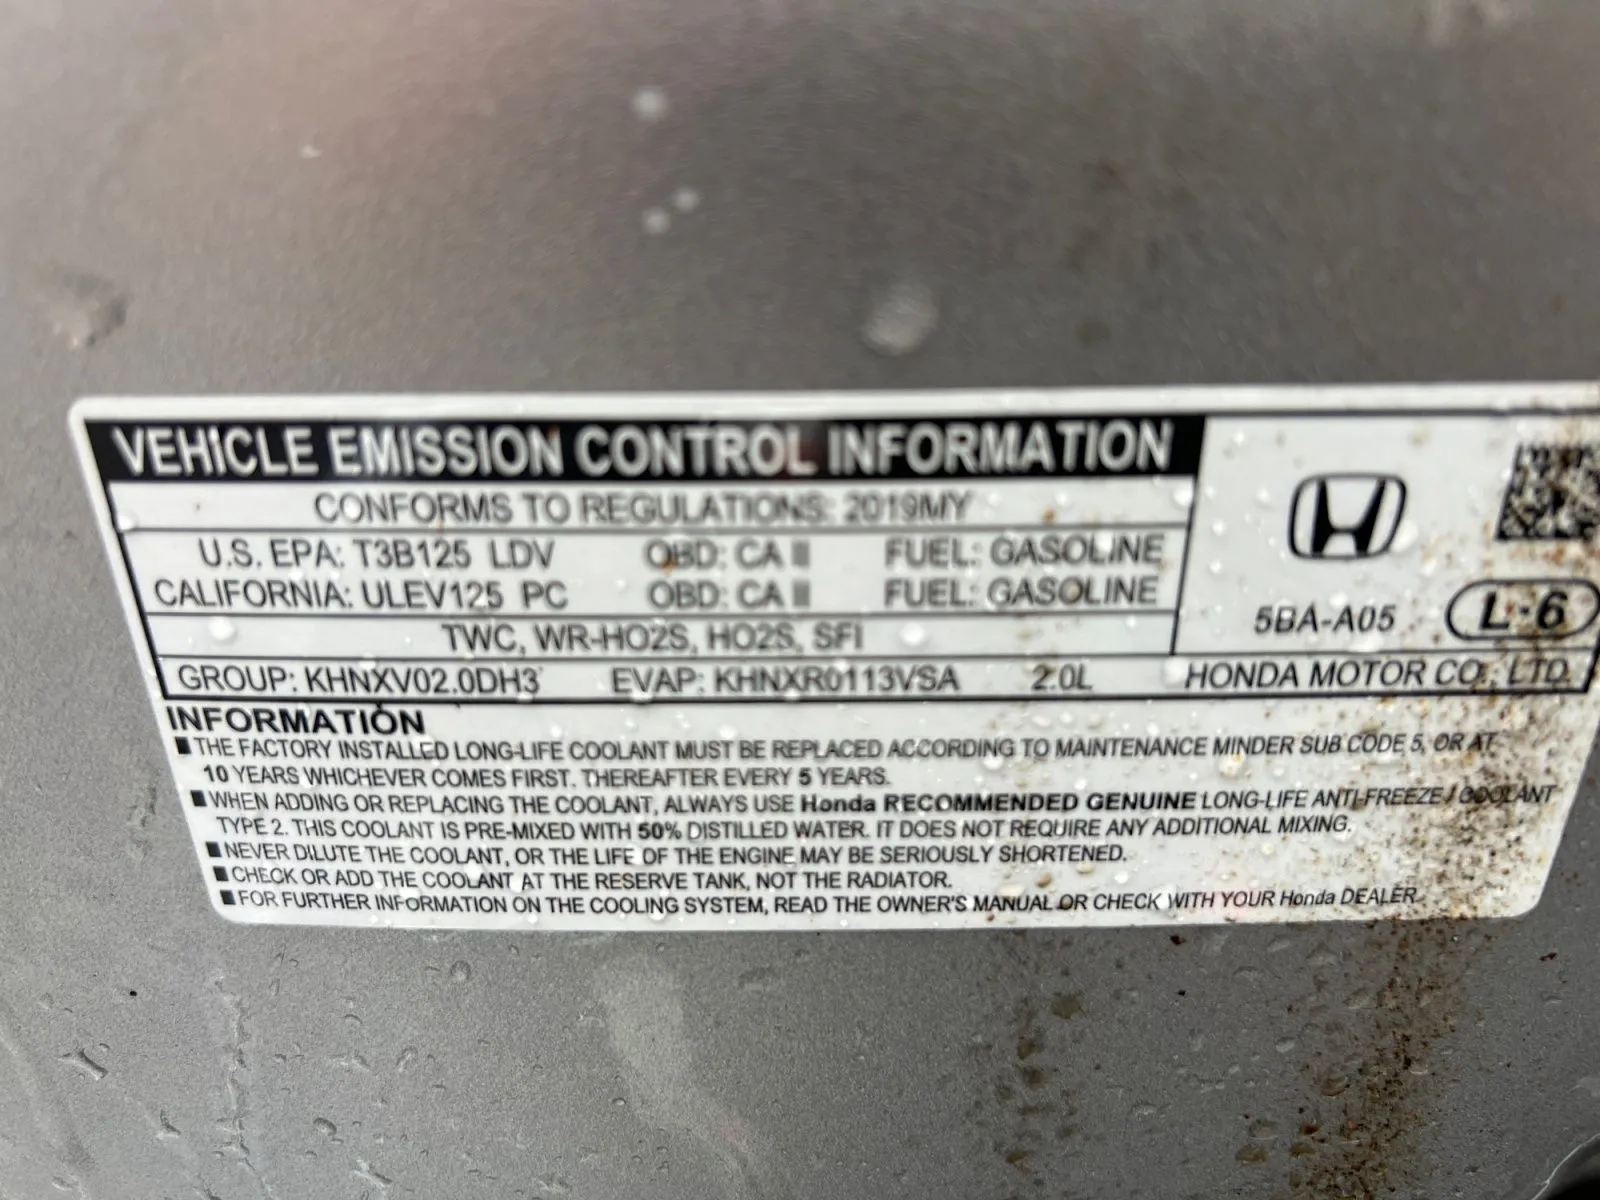 VEHICLE EMISSION CONTROL INFORMATION
CONFORMS TO REGULATIONS: 2019MY
U.S. EPA: T3B125 LDV OBD: CA II FUEL: GASOLINE
CALIFORNIA: ULEV125 PC OBD: CA II FUEL: GASOLINE
TWC, WR-HO2S, HO2S, SFI
5BA-A05 L-6
GROUP: KHNXV02.0DH3 EVAP: KHNXR0113VSA 2.0L HONDA MOTOR CO., LTD.
INFORMATION
■ THE FACTORY INSTALLED LONG-LIFE COOLANT MUST BE REPLACED ACCORDING TO MAINTENANCE MINDER SUB CODE 5, OR AT
10 YEARS WHICHEVER COMES FIRST. THEREAFTER EVERY 5 YEARS.
■ WHEN ADDING OR REPLACING THE COOLANT, ALWAYS USE Honda RECOMMENDED GENUINE LONG-LIFE ANTI-FREEZE / COOLANT
TYPE 2. THIS COOLANT IS PRE-MIXED WITH 50% DISTILLED WATER. IT DOES NOT REQUIRE ANY ADDITIONAL MIXING.
■ NEVER DILUTE THE COOLANT, OR THE LIFE OF THE ENGINE MAY BE SERIOUSLY SHORTENED.
■ CHECK OR ADD THE COOLANT AT THE RESERVE TANK, NOT THE RADIATOR.
■ FOR FURTHER INFORMATION ON THE COOLING SYSTEM, READ THE OWNER'S MANUAL OR CHECK WITH YOUR Honda DEALER.